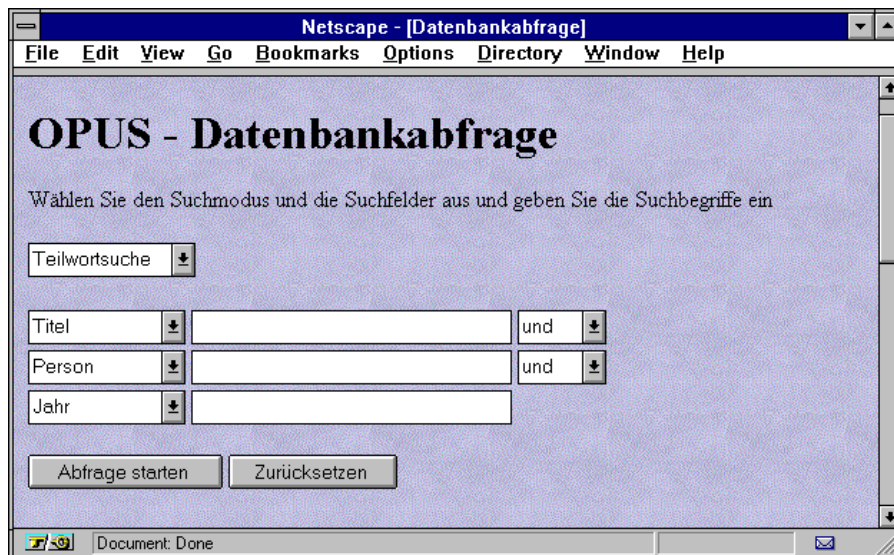 Netscape - [Datenbankabfrage]
File Edit View Go Bookmarks Options Directory Window Help
OPUS - Datenbankabfrage
Wählen Sie den Suchmodus und die Suchfelder aus und geben Sie die Suchbegriffe ein
Teilwortsuche
Titel und
Person und
Jahr
Abfrage starten Zurücksetzen
Document: Done